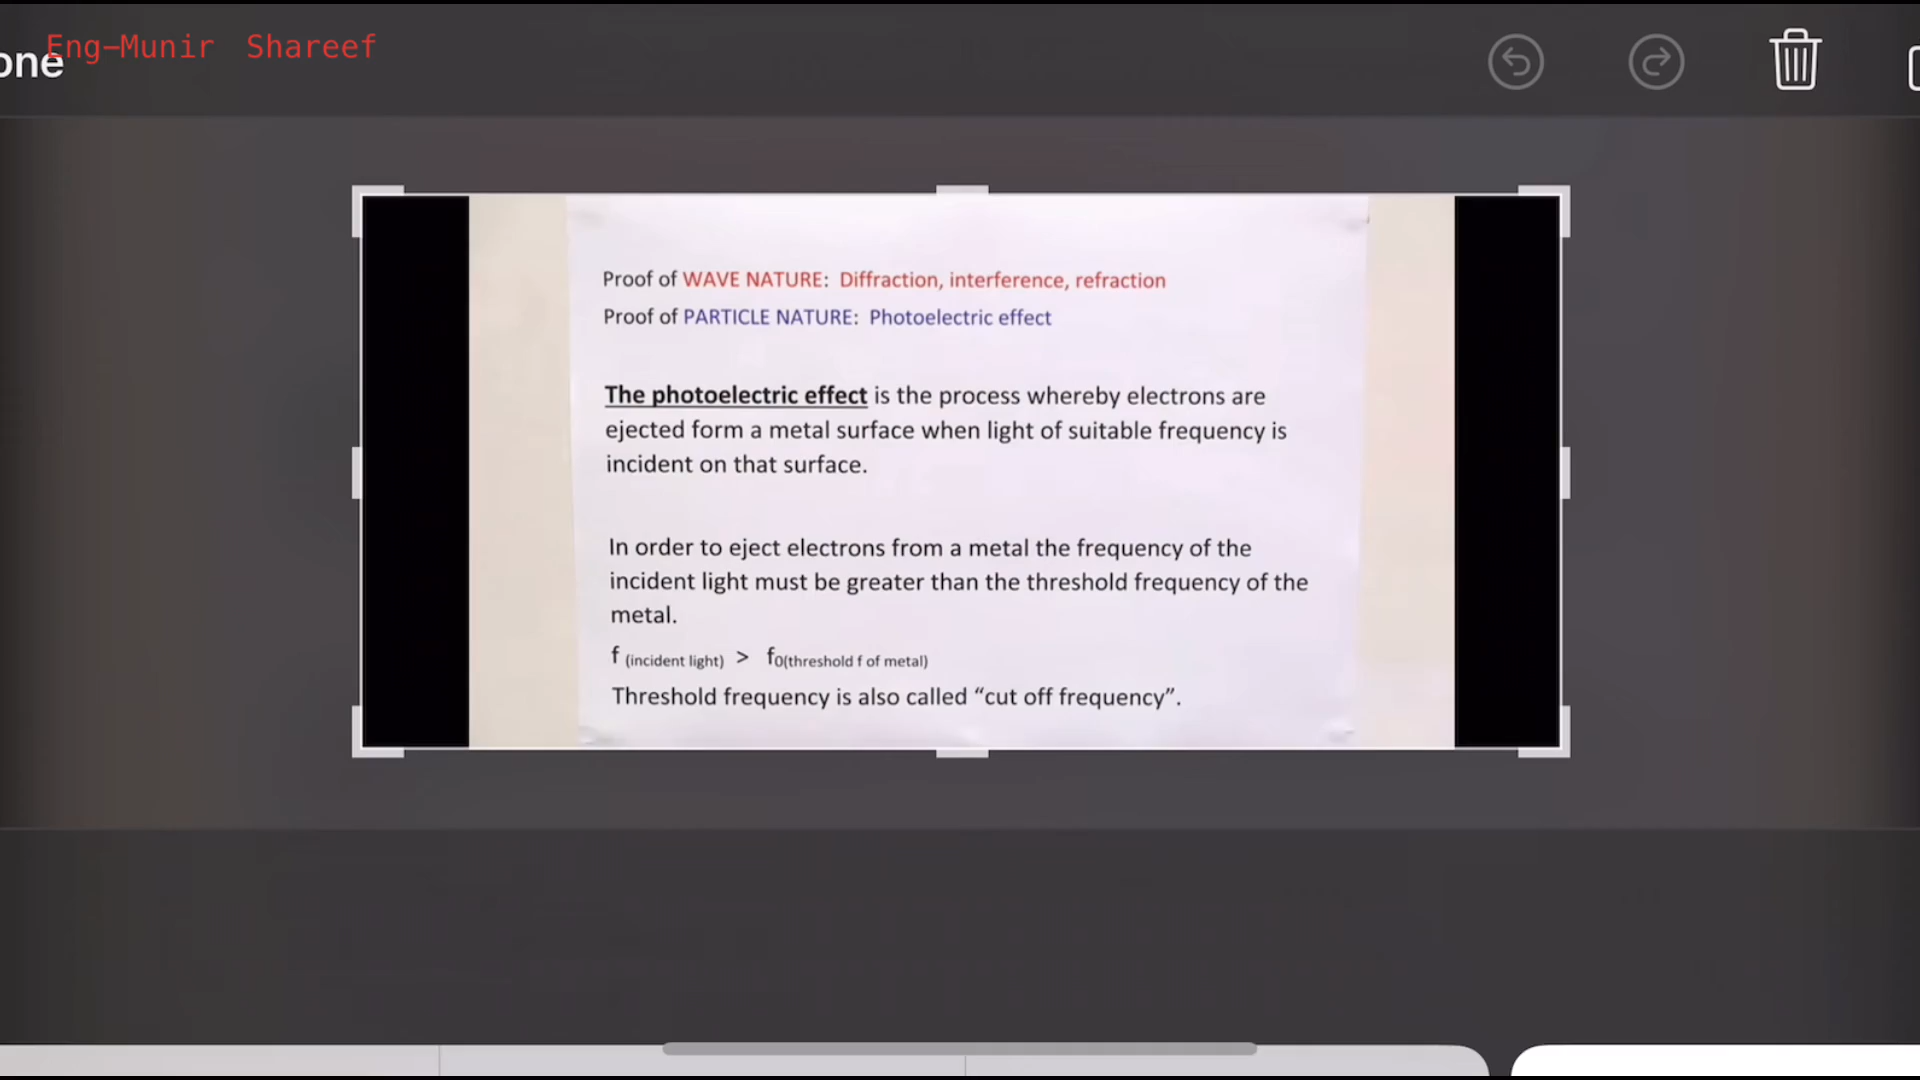 Eng-Munir Shareef
one
Proof of WAVE NATURE: Diffraction, interference, refraction
Proof of PARTICLE NATURE: Photoelectric effect
The photoelectric effect is the process whereby electrons are
ejected form a metal surface when light of suitable frequency is
incident on that surface.
In order to eject electrons from a metal the frequency of the
incident light must be greater than the threshold frequency of the
metal.
f (incident light) > f0(threshold f of metal)
Threshold frequency is also called “cut off frequency”.